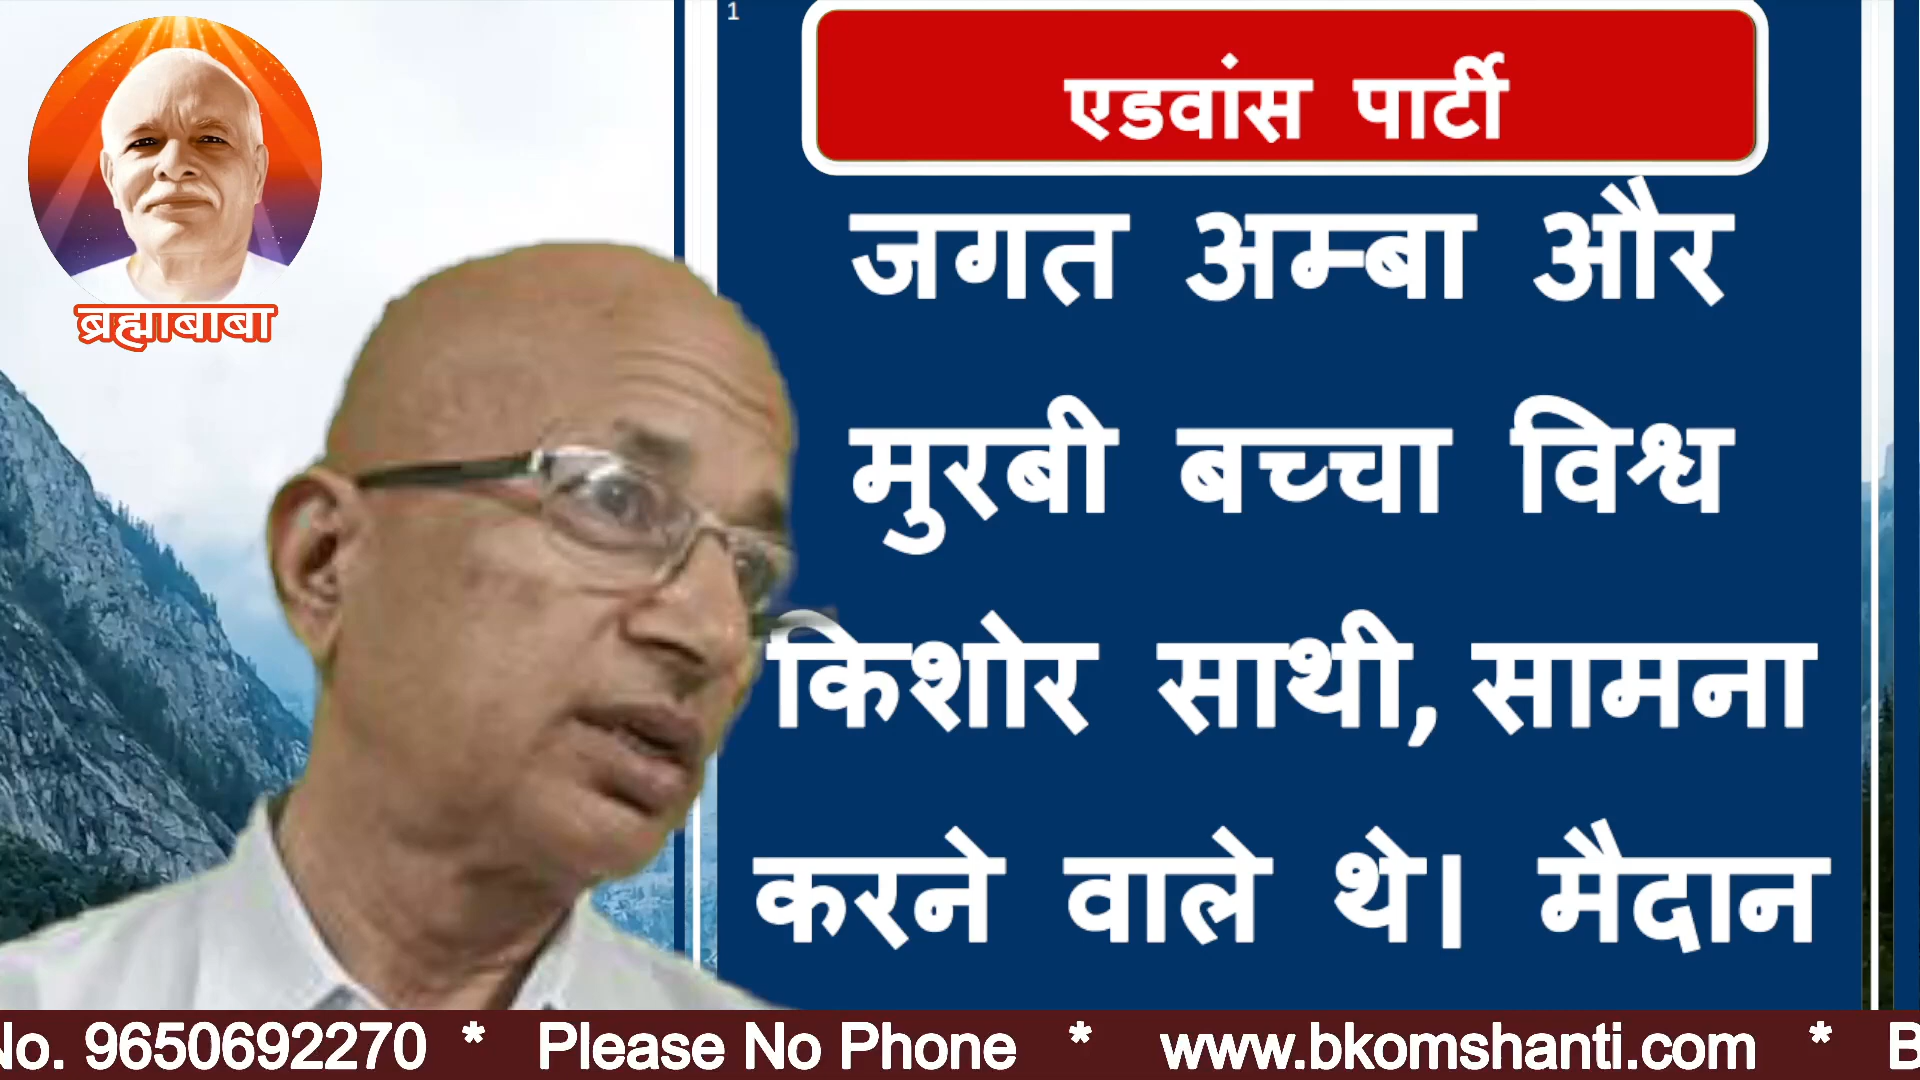 1
एडवांस पार्टी
ब्रह्माबाबा
जगत अम्बा और
मुरबी बच्चा विश्व
किशोर साथी, सामना
करने वाले थे। मैदान
No. 9650692270 * Please No Phone * www.bkomshanti.com * B